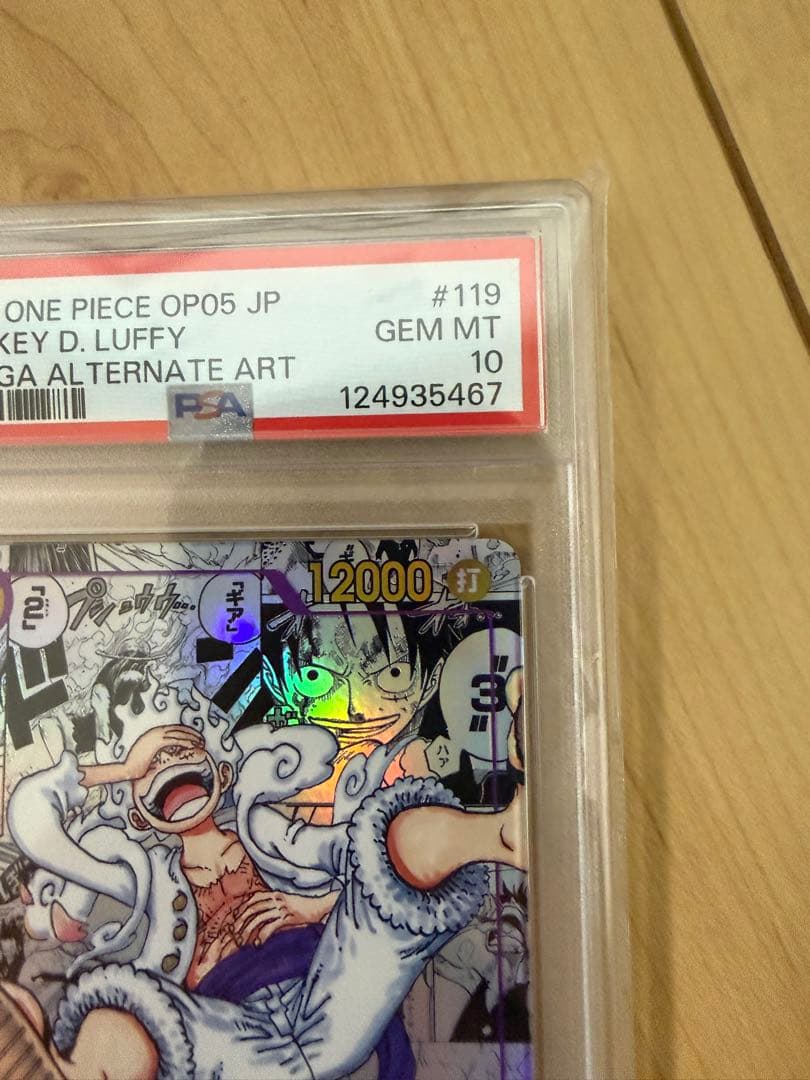 ONE PIECE OP05 JP #119
KEY D. LUFFY GEM MT
GA ALTERNATE ART 10
PSA 124935467
12000 打
"2"
プシュウウ...
「ギア」
"3"
ハァ
ド